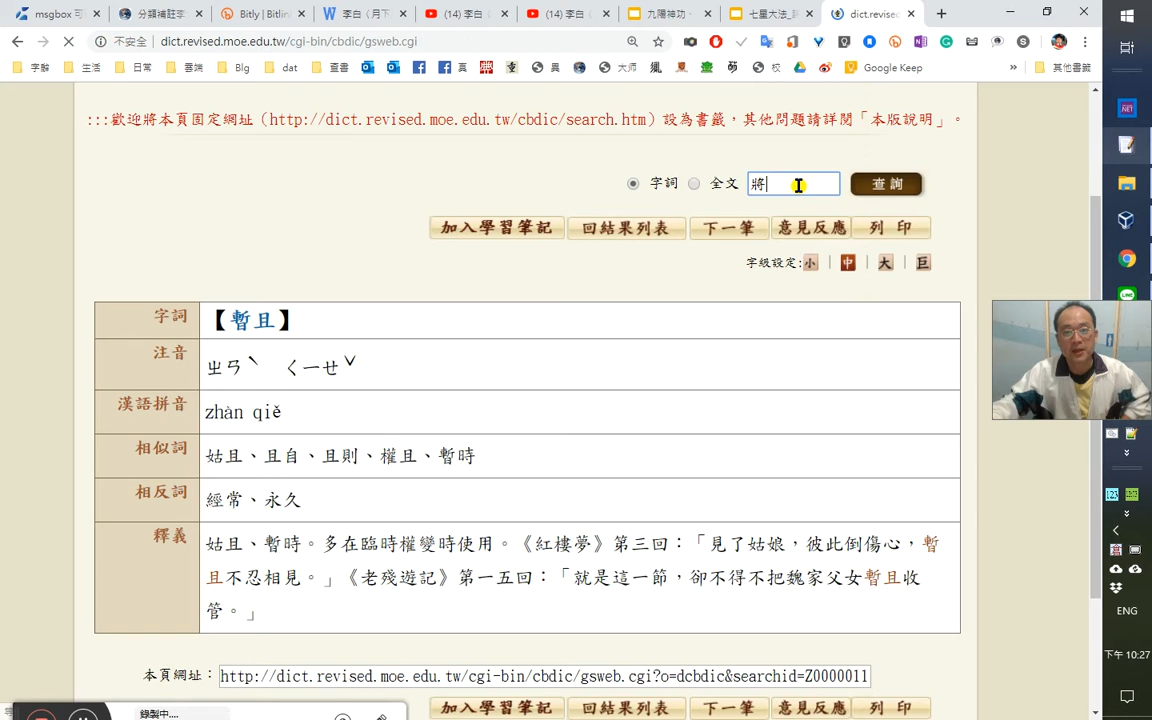 msgbox 可
分類補註李
Bitly | Bitlin
李白（月下
(14) 李白
(14) 李白
九陽神功、
七星大法_
dict.revised
不安全 | dict.revised.moe.edu.tw/cgi-bin/cbdic/gsweb.cgi
字辭 生活 日常 雲端 Blg dat 查書 真 異 大师 校 Google Keep » 其他書籤
:::歡迎將本頁固定網址（http://dict.revised.moe.edu.tw/cbdic/search.htm）設為書籤，其他問題請詳閱「本版說明」。
字詞 全文 將 查詢
加入學習筆記 回結果列表 下一筆 意見反應 列印
字級設定:小 | 中 | 大 | 巨
字詞 【暫且】
注音 ㄓㄢˋ ㄑㄧㄝˇ
漢語拼音 zhàn qiě
相似詞 姑且、且自、且則、權且、暫時
相反詞 經常、永久
釋義 姑且、暫時。多在臨時權變時使用。《紅樓夢》第三回：「見了姑娘，彼此倒傷心，暫
且不忍相見。」《老殘遊記》第一五回：「就是這一節，卻不得不把魏家父女暫且收
管。」
本頁網址：http://dict.revised.moe.edu.tw/cgi-bin/cbdic/gsweb.cgi?o=dcbdic&searchid=Z0000011
加入學習筆記 回結果列表 下一筆 意見反應 列印
錄製中....
.NET
LINE
ENG
下午 10:27